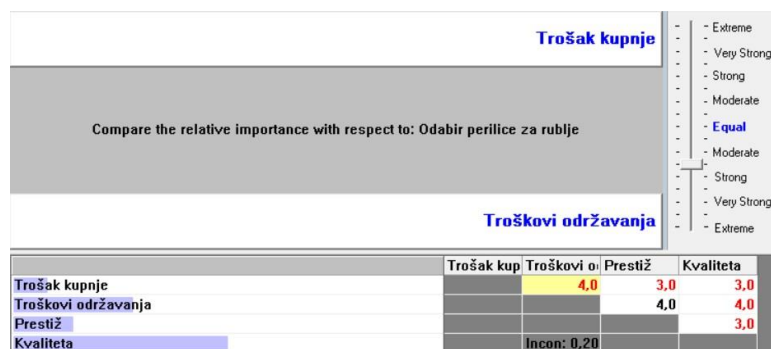 Trošak kupnje
Compare the relative importance with respect to: Odabir perilice za rublje
Troškovi održavanja
Extreme
Very Strong
Strong
Moderate
Equal
Moderate
Strong
Very Strong
Extreme
Trošak kup Troškovi o Prestiž Kvaliteta
Trošak kupnje 4,0 3,0 3,0
Troškovi održavanja 4,0 4,0
Prestiž 3,0
Kvaliteta Incon: 0,20